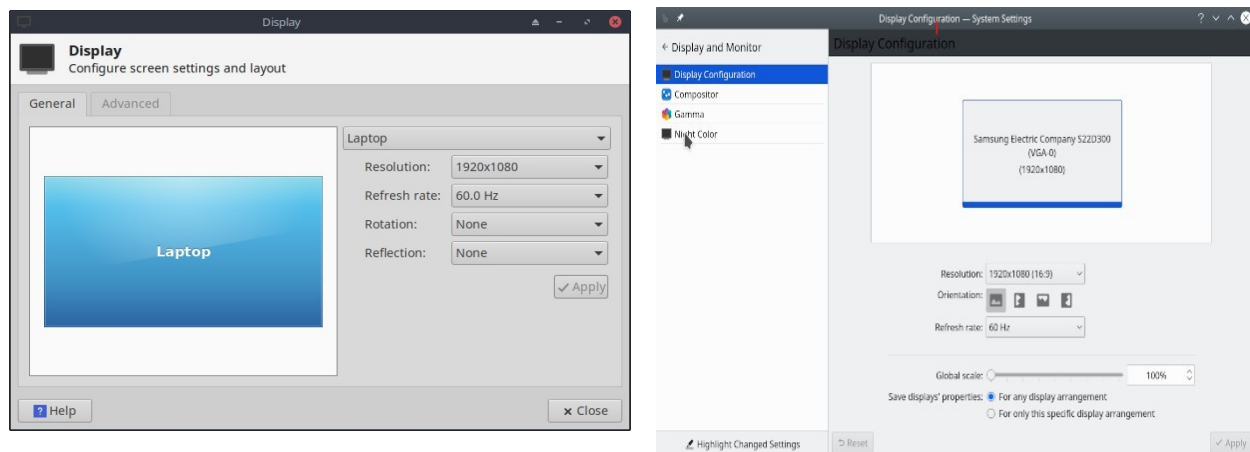 Display
Display
Configure screen settings and layout
General
Advanced
Laptop
Laptop
Resolution: 1920x1080
Refresh rate: 60.0 Hz
Rotation: None
Reflection: None
Apply
Help
Close
Display Configuration — System Settings
Display and Monitor
Display Configuration
Compositor
Gamma
Night Color
Highlight Changed Settings
Display Configuration
Samsung Electric Company S22D300
(VGA-0)
(1920x1080)
Resolution: 1920x1080 (16:9)
Orientation:
Refresh rate: 60 Hz
Global scale: 100%
Save displays' properties: For any display arrangement
For only this specific display arrangement
Reset
Apply